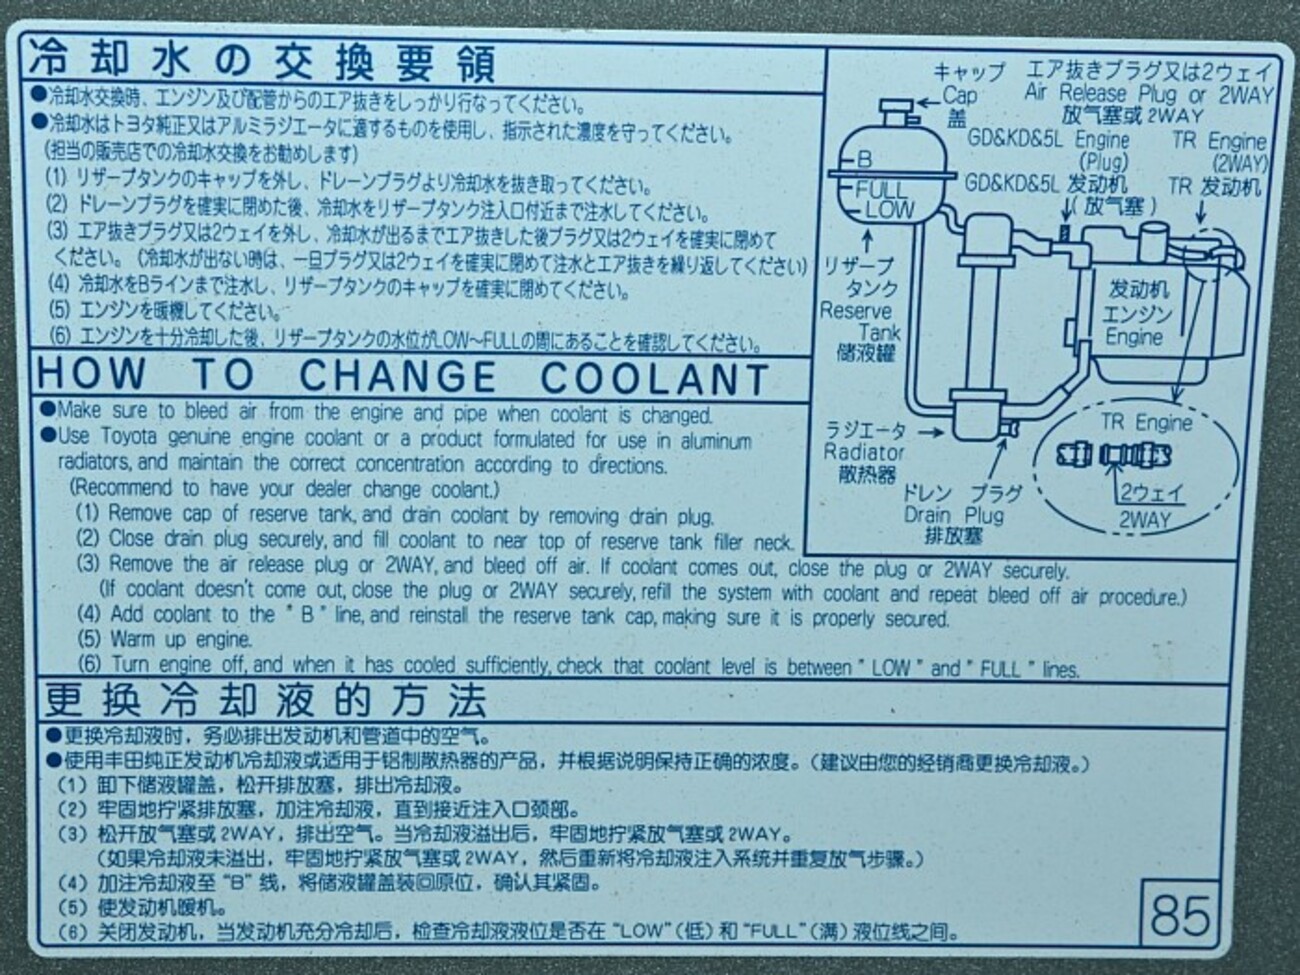 冷却水の交換要領
●冷却水交換時、エンジン及び配管からのエア抜きをしっかり行なってください。
●冷却水はトヨタ純正又はアルミラジエータに適するものを使用し、指示された濃度を守ってください。
(担当の販売店での冷却水交換をお勧めします)
(1) リザーブタンクのキャップを外し、ドレーンプラグより冷却水を抜き取ってください。
(2) ドレーンプラグを確実に閉めた後、冷却水をリザーブタンク注入口付近まで注水してください。
(3) エア抜きプラグ又は2ウェイを外し、冷却水が出るまでエア抜きした後プラグ又は2ウェイを確実に閉めて
ください。(冷却水が出ない時は、一旦プラグ又は2ウェイを確実に閉めて注水とエア抜きを繰り返してください)
(4) 冷却水をBラインまで注水し、リザーブタンクのキャップを確実に閉めてください。
(5) エンジンを暖機してください。
(6) エンジンを十分冷却した後、リザーブタンクの水位がLOW~FULLの間にあることを確認してください。
キャップ
Cap
盖
エア抜きプラグ又は2ウェイ
Air Release Plug or 2WAY
放气塞或 2WAY
GD&KD&5L Engine
(Plug)
GD&KD&5L 发动机
(放气塞)
TR Engine
(2WAY)
TR 发动机
B
FULL
LOW
リザーブ
タンク
Reserve
Tank
储液罐
发动机
エンジン
Engine
ラジエータ
Radiator
散热器
ドレン プラグ
Drain Plug
排放塞
TR Engine
2ウェイ
2WAY
HOW TO CHANGE COOLANT
●Make sure to bleed air from the engine and pipe when coolant is changed.
●Use Toyota genuine engine coolant or a product formulated for use in aluminum
radiators, and maintain the correct concentration according to directions.
(Recommend to have your dealer change coolant.)
(1) Remove cap of reserve tank, and drain coolant by removing drain plug.
(2) Close drain plug securely, and fill coolant to near top of reserve tank filler neck.
(3) Remove the air release plug or 2WAY, and bleed off air. If coolant comes out, close the plug or 2WAY securely.
(If coolant doesn't come out, close the plug or 2WAY securely, refill the system with coolant and repeat bleed off air procedure.)
(4) Add coolant to the "B" line, and reinstall the reserve tank cap, making sure it is properly secured.
(5) Warm up engine.
(6) Turn engine off, and when it has cooled sufficiently, check that coolant level is between "LOW" and "FULL" lines.
更换冷却液的方法
●更换冷却液时，务必排出发动机和管道中的空气。
●使用丰田纯正发动机冷却液或适用于铝制散热器的产品，并根据说明保持正确的浓度。(建议由您的经销商更换冷却液。)
(1) 卸下储液罐盖，松开排放塞，排出冷却液。
(2) 牢固地拧紧排放塞，加注冷却液，直到接近注入口颈部。
(3) 松开放气塞或 2WAY，排出空气。当冷却液溢出后，牢固地拧紧放气塞或 2WAY。
(如果冷却液未溢出，牢固地拧紧放气塞或 2WAY，然后重新将冷却液注入系统并重复放气步骤。)
(4) 加注冷却液至 "B" 线，将储液罐盖装回原位，确认其紧固。
(5) 使发动机暖机。
(6) 关闭发动机，当发动机充分冷却后，检查冷却液液位是否在 "LOW"(低) 和 "FULL"(满) 液位线之间。
85